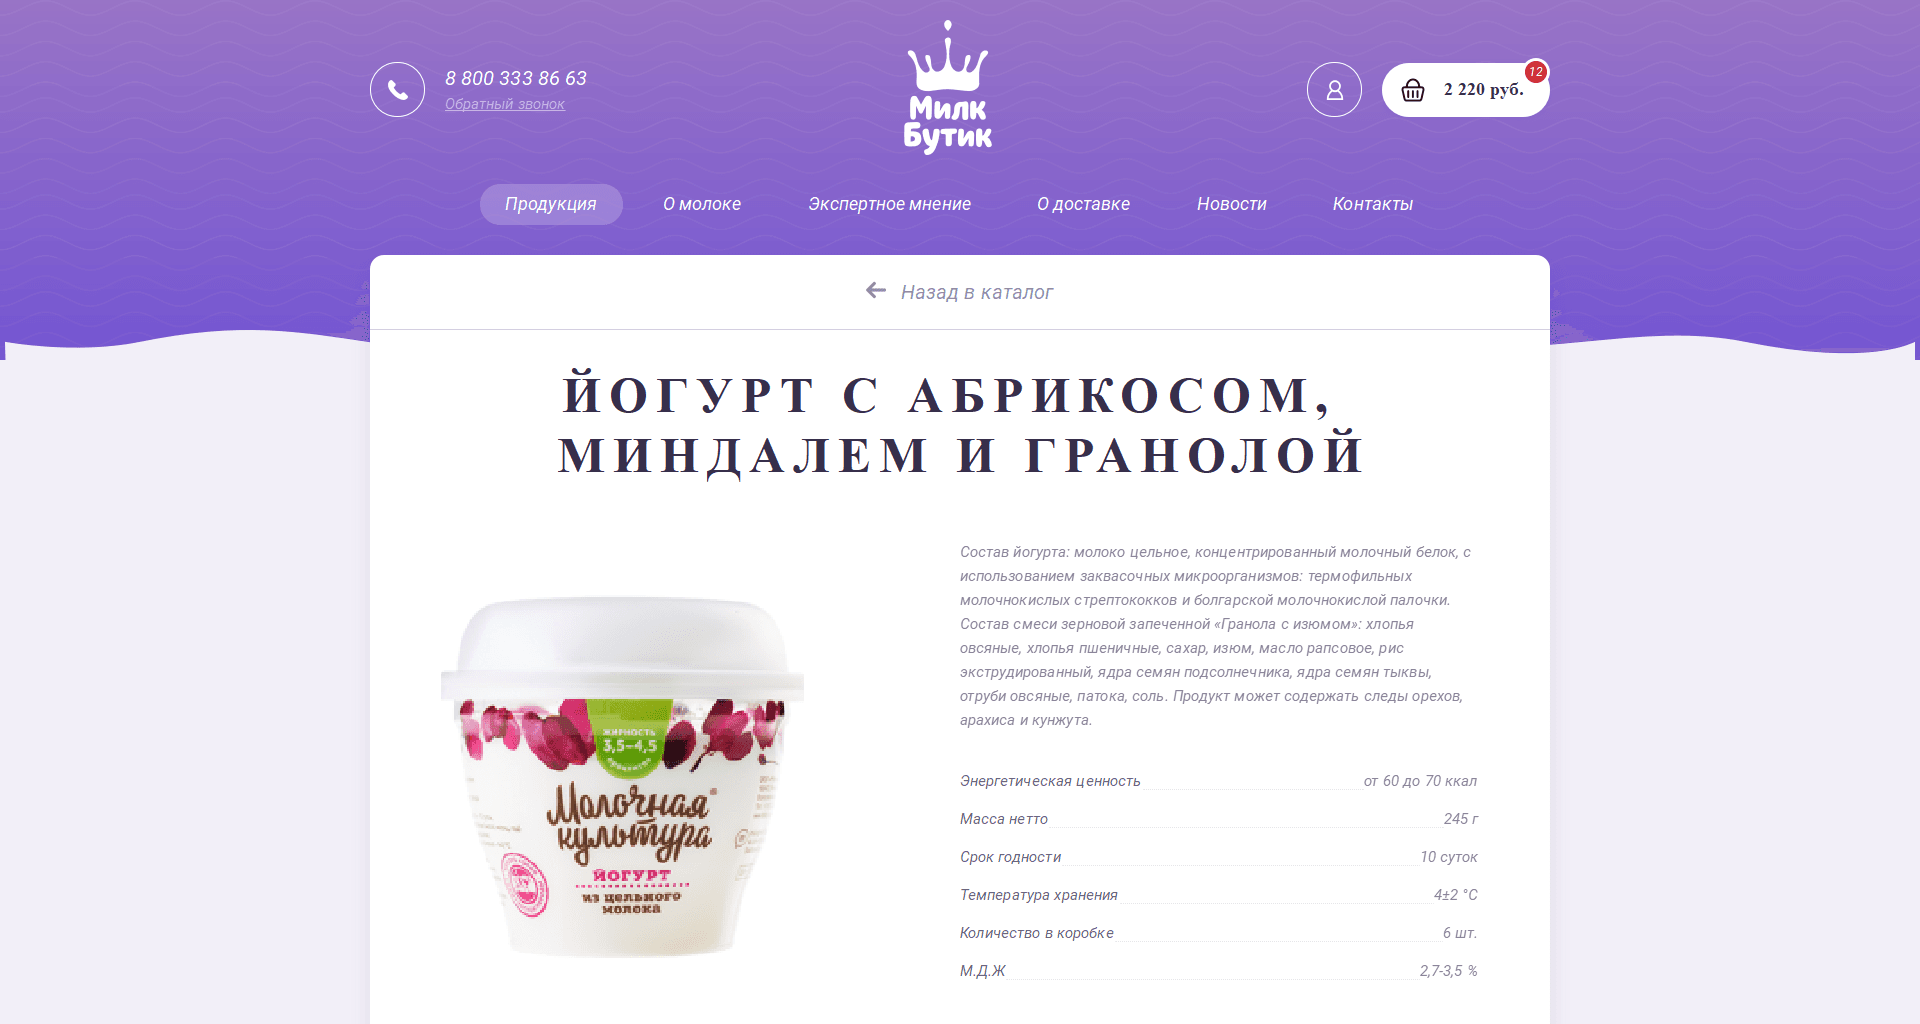 8 800 333 86 63
Обратный звонок
Милк
Бутик
2 220 руб.
12
Продукция
О молоке
Экспертное мнение
О доставке
Новости
Контакты
Назад в каталог
ЙОГУРТ С АБРИКОСОМ,
МИНДАЛЕМ И ГРАНОЛОЙ
Состав йогурта: молоко цельное, концентрированный молочный белок, с
использованием заквасочных микроорганизмов: термофильных
молочнокислых стрептококков и болгарской молочнокислой палочки.
Состав смеси зерновой запеченной «Гранола с изюмом»: хлопья
овсяные, хлопья пшеничные, сахар, изюм, масло рапсовое, рис
экструдированный, ядра семян подсолнечника, ядра семян тыквы,
отруби овсяные, патока, соль. Продукт может содержать следы орехов,
арахиса и кунжута.
Энергетическая ценность от 60 до 70 ккал
Масса нетто 245 г
Срок годности 10 суток
Температура хранения 4±2 °C
Количество в коробке 6 шт.
М.Д.Ж 2,7-3,5 %
жирность
3,5–4,5
Молочная
культура
йогурт
из цельного
молока